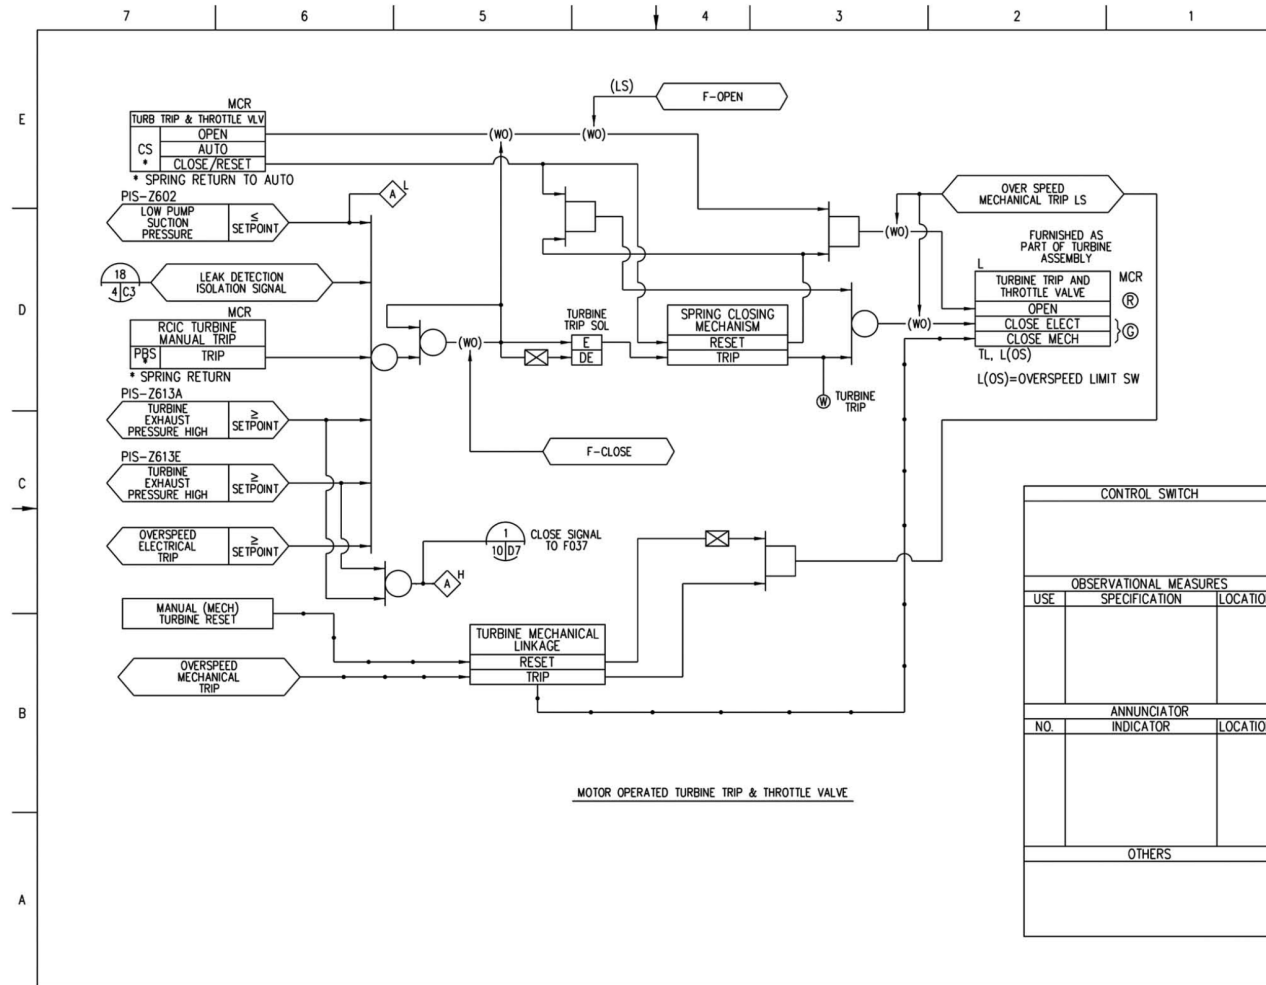 7 6 5 4 3 2 1
E
D
C
B
A
MCR
TURB TRIP & THROTTLE VLV
OPEN
CS AUTO
* CLOSE/RESET
* SPRING RETURN TO AUTO
(LS)
F-OPEN
(WO) (WO)
PIS-Z602
LOW PUMP
SUCTION
PRESSURE
≤
SETPOINT
A L
18
4 C3
LEAK DETECTION
ISOLATION SIGNAL
MCR
RCIC TURBINE
MANUAL TRIP
PBS TRIP
*
* SPRING RETURN
PIS-Z613A
TURBINE
EXHAUST
PRESSURE HIGH
≥
SETPOINT
PIS-Z613E
TURBINE
EXHAUST
PRESSURE HIGH
≥
SETPOINT
OVERSPEED
ELECTRICAL
TRIP
≥
SETPOINT
(WO)
TURBINE
TRIP SOL
E
DE
SPRING CLOSING
MECHANISM
RESET
TRIP
W TURBINE
TRIP
F-CLOSE
OVER SPEED
MECHANICAL TRIP LS
(WO)
(WO)
FURNISHED AS
PART OF TURBINE
ASSEMBLY
L
TURBINE TRIP AND
THROTTLE VALVE
MCR
OPEN
R
CLOSE ELECT
CLOSE MECH
G
TL, L(OS)
L(OS)=OVERSPEED LIMIT SW
1
10 D7
CLOSE SIGNAL
TO F037
A H
MANUAL (MECH)
TURBINE RESET
OVERSPEED
MECHANICAL
TRIP
TURBINE MECHANICAL
LINKAGE
RESET
TRIP
MOTOR OPERATED TURBINE TRIP & THROTTLE VALVE
CONTROL SWITCH
OBSERVATIONAL MEASURES
USE SPECIFICATION LOCATIO
ANNUNCIATOR
NO. INDICATOR LOCATIO
OTHERS